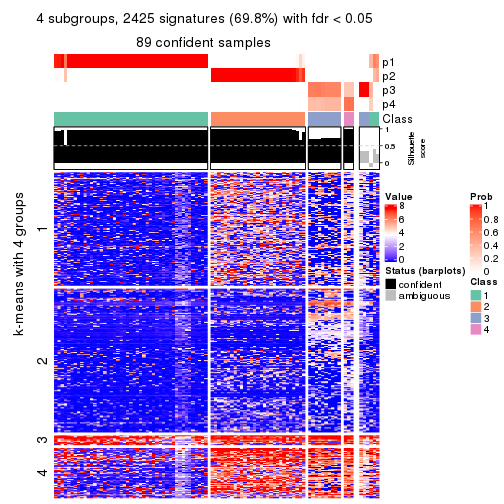 4 subgroups, 2425 signatures (69.8%) with fdr < 0.05
89 confident samples
p1
p2
p3
p4
Class
1
0.5
0
Silhouette
score
k-means with 4 groups
1
2
3
4
Value
8
6
4
2
0
Status (barplots)
confident
ambiguous
Prob
1
0.8
0.6
0.4
0.2
0
Class
1
2
3
4